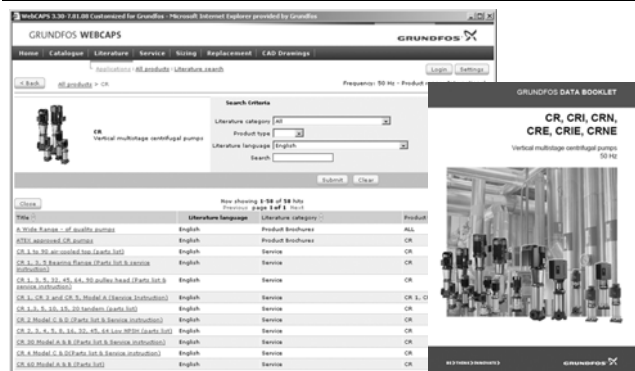 WebCAPS 3.30-7.01.00 Customized for Grundfos - Microsoft Internet Explorer provided by Grundfos
GRUNDFOS WEBCAPS
GRUNDFOS
Home Catalogue Literature Service Sizing Replacement CAD Drawings
Applications › All products › Literature search
Login Settings
< Back All products > CR
Frequency: 50 Hz - Product
Search Criteria
CR
Vertical multistage centrifugal pumps
Literature category All
Product type
Literature language English
Search
Submit Clear
Close
Now showing 1-58 of 58 hits
Previous page 1 of 1 Next
Title Literature language Literature category Product
A Wide Range - of quality pumps English Product Brochures ALL
ATEX approved CR pumps English Product Brochures CR
CR 1 to 90 air-cooled top (parts list) English Service CR
CR 1, 3, 5 Bearing flange (Parts list & service instruction) English Service CR
CR 1, 3, 5, 32, 45, 64, 90 pulley head (Parts list & service instruction) English Service CR
CR 1, CR 3 and CR 5, Model A (Service Instruction) English Service CR 1, C
CR 1,3, 5, 10, 15, 20 tandem (parts list) English Service CR
CR 2 Model C & D (Parts list & Service instruction) English Service CR
CR 2, 3, 4, 5, 8, 16, 32, 45, 64 Low NPSH (parts list) English Service CR
CR 30 Model A & B (Parts list & Service instruction) English Service CR
CR 4 Model C & D(Parts list & Service instruction) English Service CR
CR 60 Model A & B (Parts list) English Service CR
GRUNDFOS DATA BOOKLET
CR, CRI, CRN,
CRE, CRIE, CRNE
Vertical multistage centrifugal pumps
50 Hz
BE > THINK > INNOVATE >
GRUNDFOS